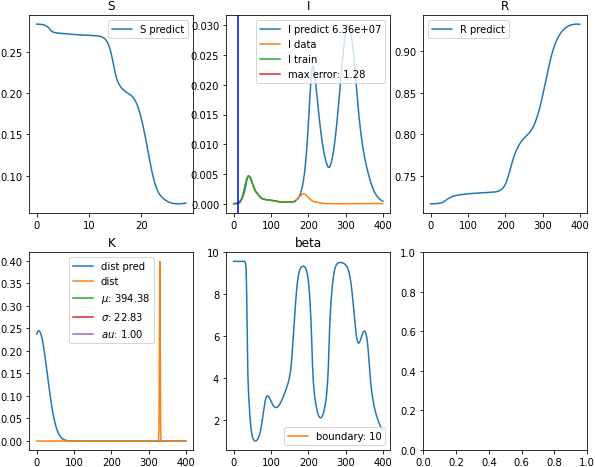 S
S predict
0.25
0.20
0.15
0.10
0 10 20
I
I predict 6.36e+07
I data
I train
max error: 1.28
0.030
0.025
0.020
0.015
0.010
0.005
0.000
0 100 200 300 400
R
R predict
0.90
0.85
0.80
0.75
0 100 200 300 400
K
dist pred
dist
μ: 394.38
σ: 22.83
au: 1.00
0.40
0.35
0.30
0.25
0.20
0.15
0.10
0.05
0.00
0 100 200 300 400
beta
10
8
6
4
2
boundary: 10
0 100 200 300 400
1.0
0.8
0.6
0.4
0.2
0.0
0.0 0.2 0.4 0.6 0.8 1.0